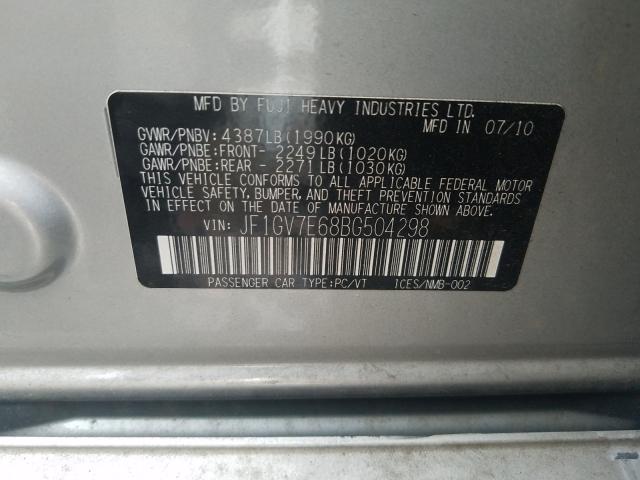 MFD BY FUJI HEAVY INDUSTRIES LTD.
MFD IN 07/10
GVWR/PNBV: 4387LB(1990KG)
GAWR/PNBE:FRONT- 2249LB(1020KG)
GAWR/PNBE:REAR - 2271LB(1030KG)
THIS VEHICLE CONFORMS TO ALL APPLICABLE FEDERAL MOTOR
VEHICLE SAFETY, BUMPER, AND THEFT PREVENTION STANDARDS
IN EFFECT ON THE DATE OF MANUFACTURE SHOWN ABOVE.
VIN: JF1GV7E68BG504298
PASSENGER CAR TYPE:PC/VT ICES/NMB-002